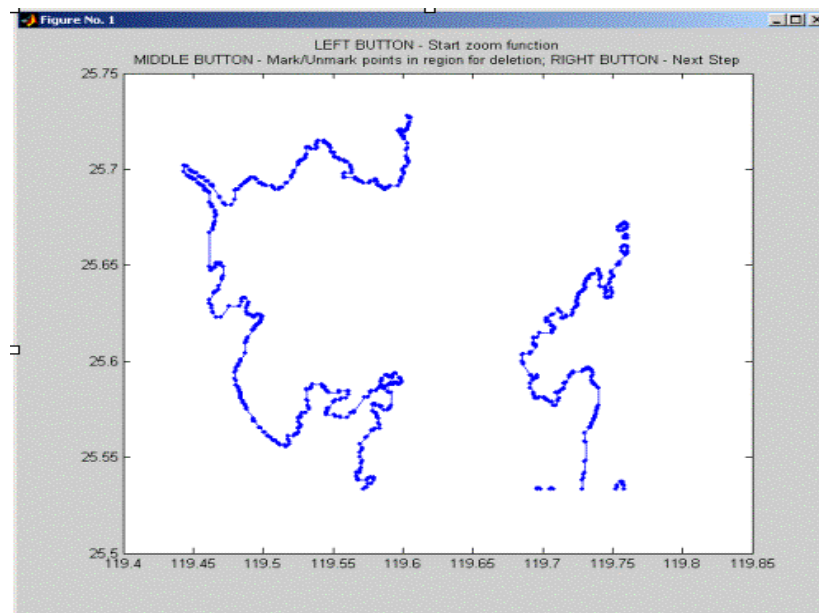 Figure No. 1
LEFT BUTTON - Start zoom function
MIDDLE BUTTON - Mark/Unmark points in region for deletion; RIGHT BUTTON - Next Step
25.75
25.7
25.65
25.6
25.55
25.5
119.4 119.45 119.5 119.55 119.6 119.65 119.7 119.75 119.8 119.85